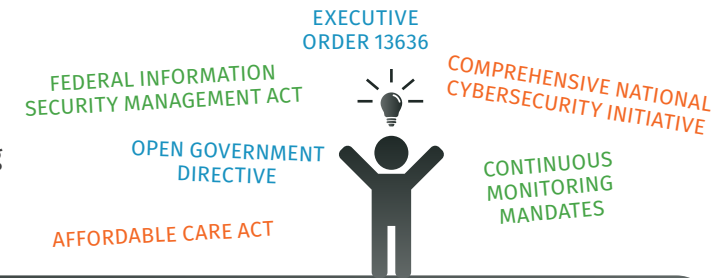 EXECUTIVE
ORDER 13636
FEDERAL INFORMATION
SECURITY MANAGEMENT ACT
COMPREHENSIVE NATIONAL
CYBERSECURITY INITIATIVE
OPEN GOVERNMENT
DIRECTIVE
CONTINUOUS
MONITORING
MANDATES
AFFORDABLE CARE ACT